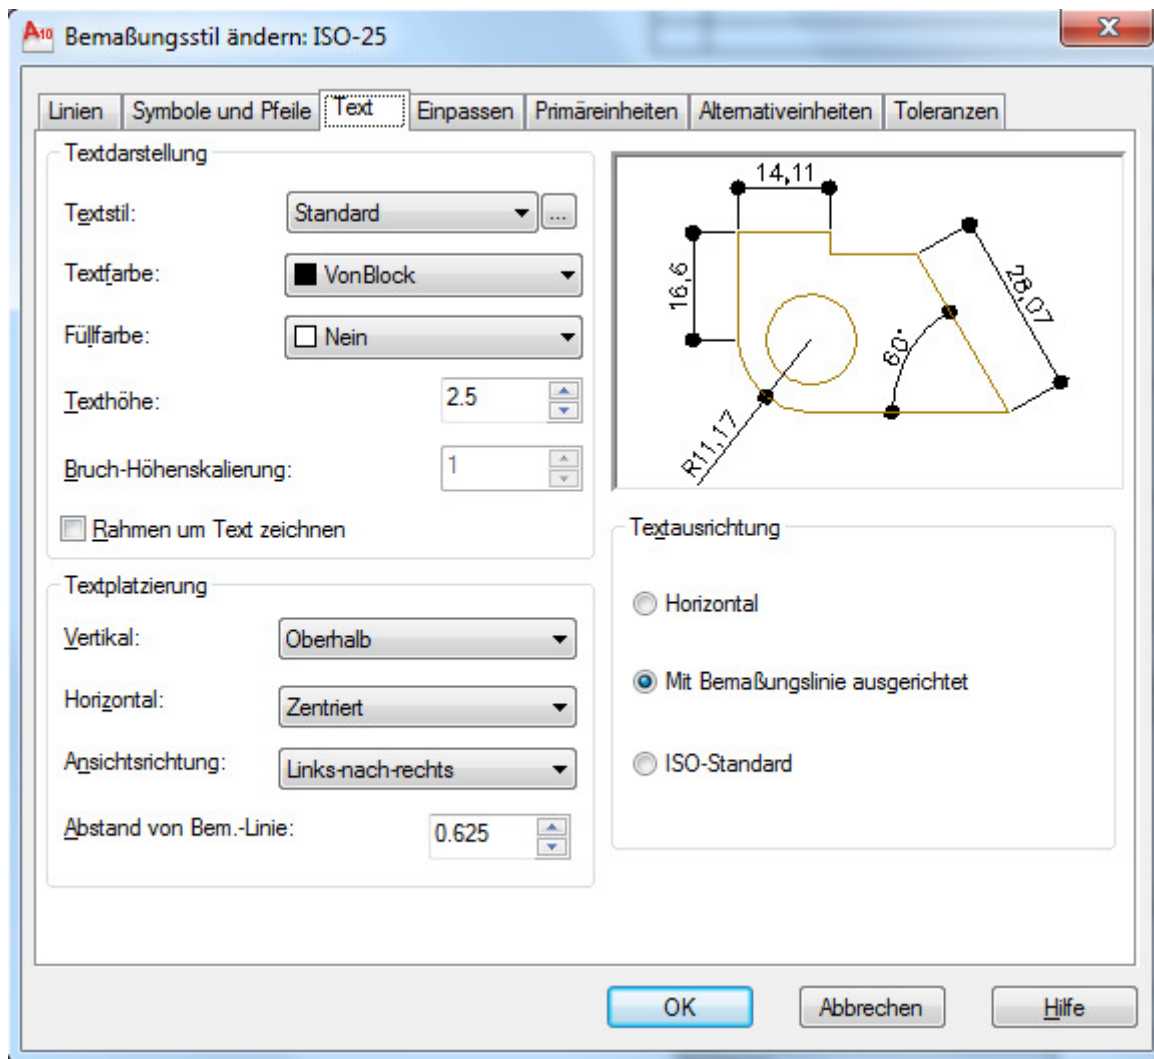 A10 Bemaßungsstil ändern: ISO-25
X
Linien Symbole und Pfeile Text Einpassen Primäreinheiten Alternativeinheiten Toleranzen
Textdarstellung
Textstil: Standard ...
Textfarbe: VonBlock
Füllfarbe: Nein
Texthöhe: 2.5
Bruch-Höhenskalierung: 1
Rahmen um Text zeichnen
Textplatzierung
Vertikal: Oberhalb
Horizontal: Zentriert
Ansichtsrichtung: Links-nach-rechts
Abstand von Bem.-Linie: 0.625
14,11
16,6
28,07
60°
R11,17
Textausrichtung
Horizontal
Mit Bemaßungslinie ausgerichtet
ISO-Standard
OK Abbrechen Hilfe